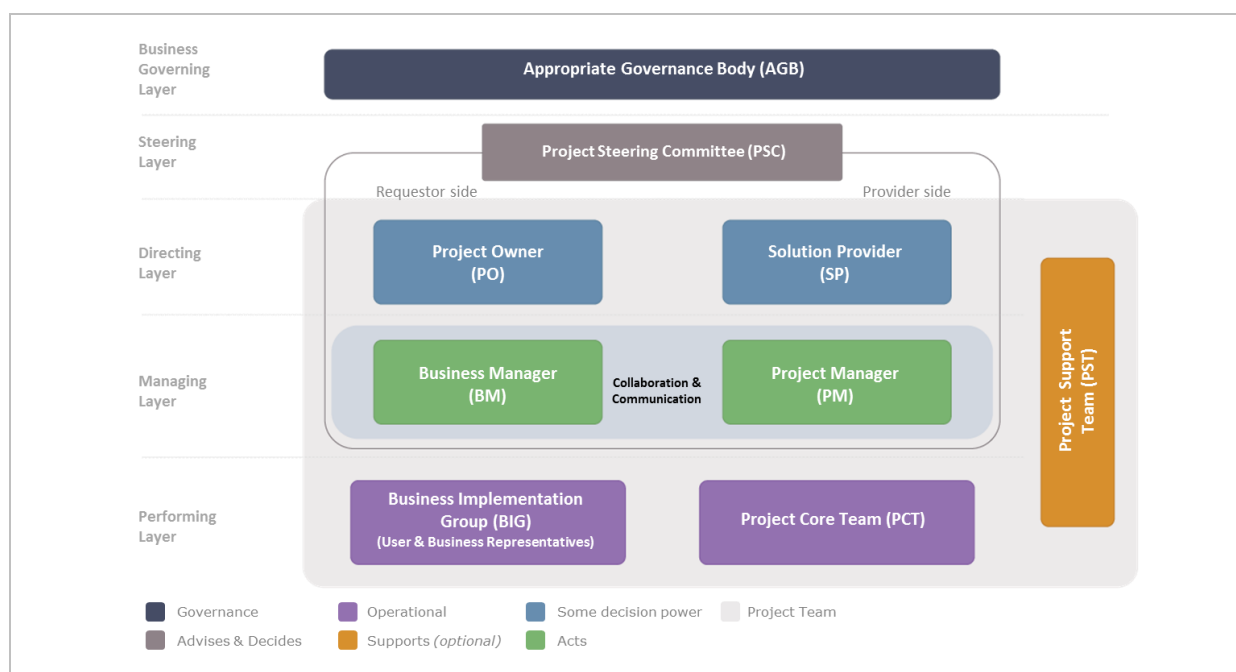 Business
Governing
Layer
Appropriate Governance Body (AGB)
Steering
Layer
Project Steering Committee (PSC)
Requestor side
Provider side
Directing
Layer
Project Owner
(PO)
Solution Provider
(SP)
Project Support
Team (PST)
Managing
Layer
Business Manager
(BM)
Collaboration &
Communication
Project Manager
(PM)
Performing
Layer
Business Implementation
Group (BIG)
(User & Business Representatives)
Project Core Team (PCT)
Governance
Operational
Some decision power
Project Team
Advises & Decides
Supports (optional)
Acts